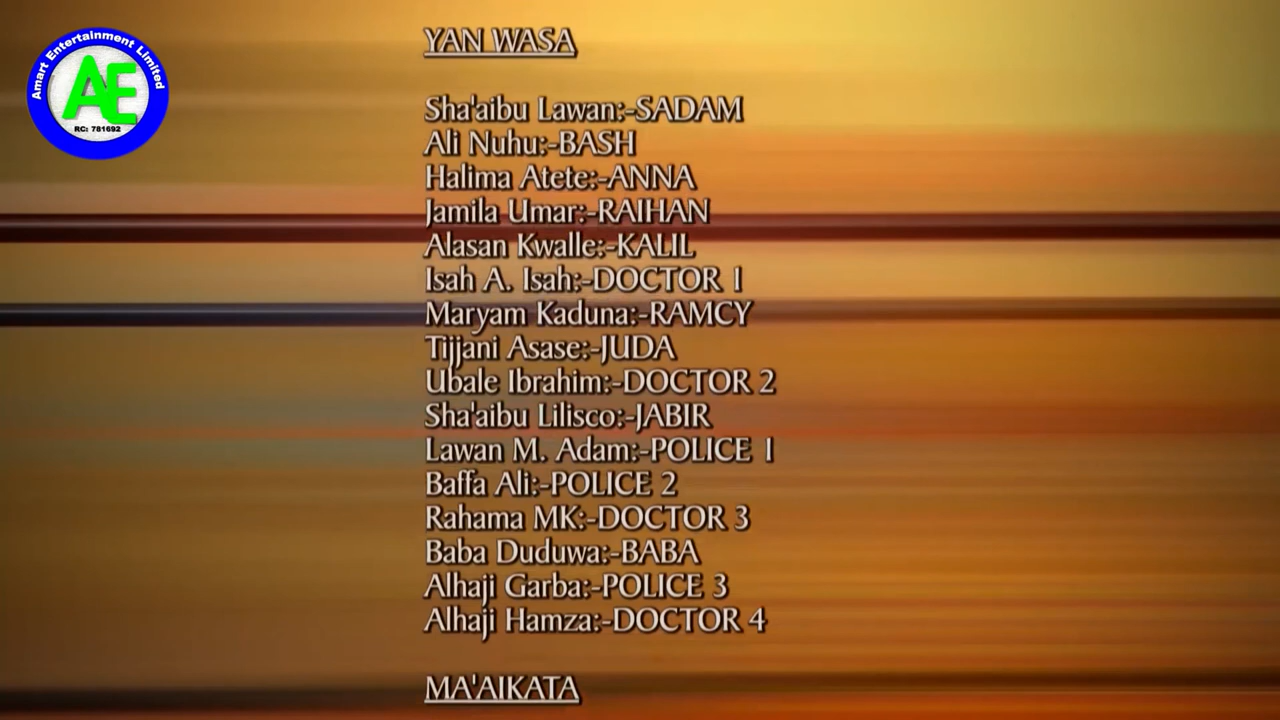 Amart Entertainment Limited
AE
RC: 781692
YAN WASA
Sha'aibu Lawan:-SADAM
Ali Nuhu:-BASH
Halima Atete:-ANNA
Jamila Umar:-RAIHAN
Alasan Kwalle:-KALIL
Isah A. Isah:-DOCTOR 1
Maryam Kaduna:-RAMCY
Tijjani Asase:-JUDA
Ubale Ibrahim:-DOCTOR 2
Sha'aibu Lilisco:-JABIR
Lawan M. Adam:-POLICE 1
Baffa Ali:-POLICE 2
Rahama MK:-DOCTOR 3
Baba Duduwa:-BABA
Alhaji Garba:-POLICE 3
Alhaji Hamza:-DOCTOR 4
MA'AIKATA